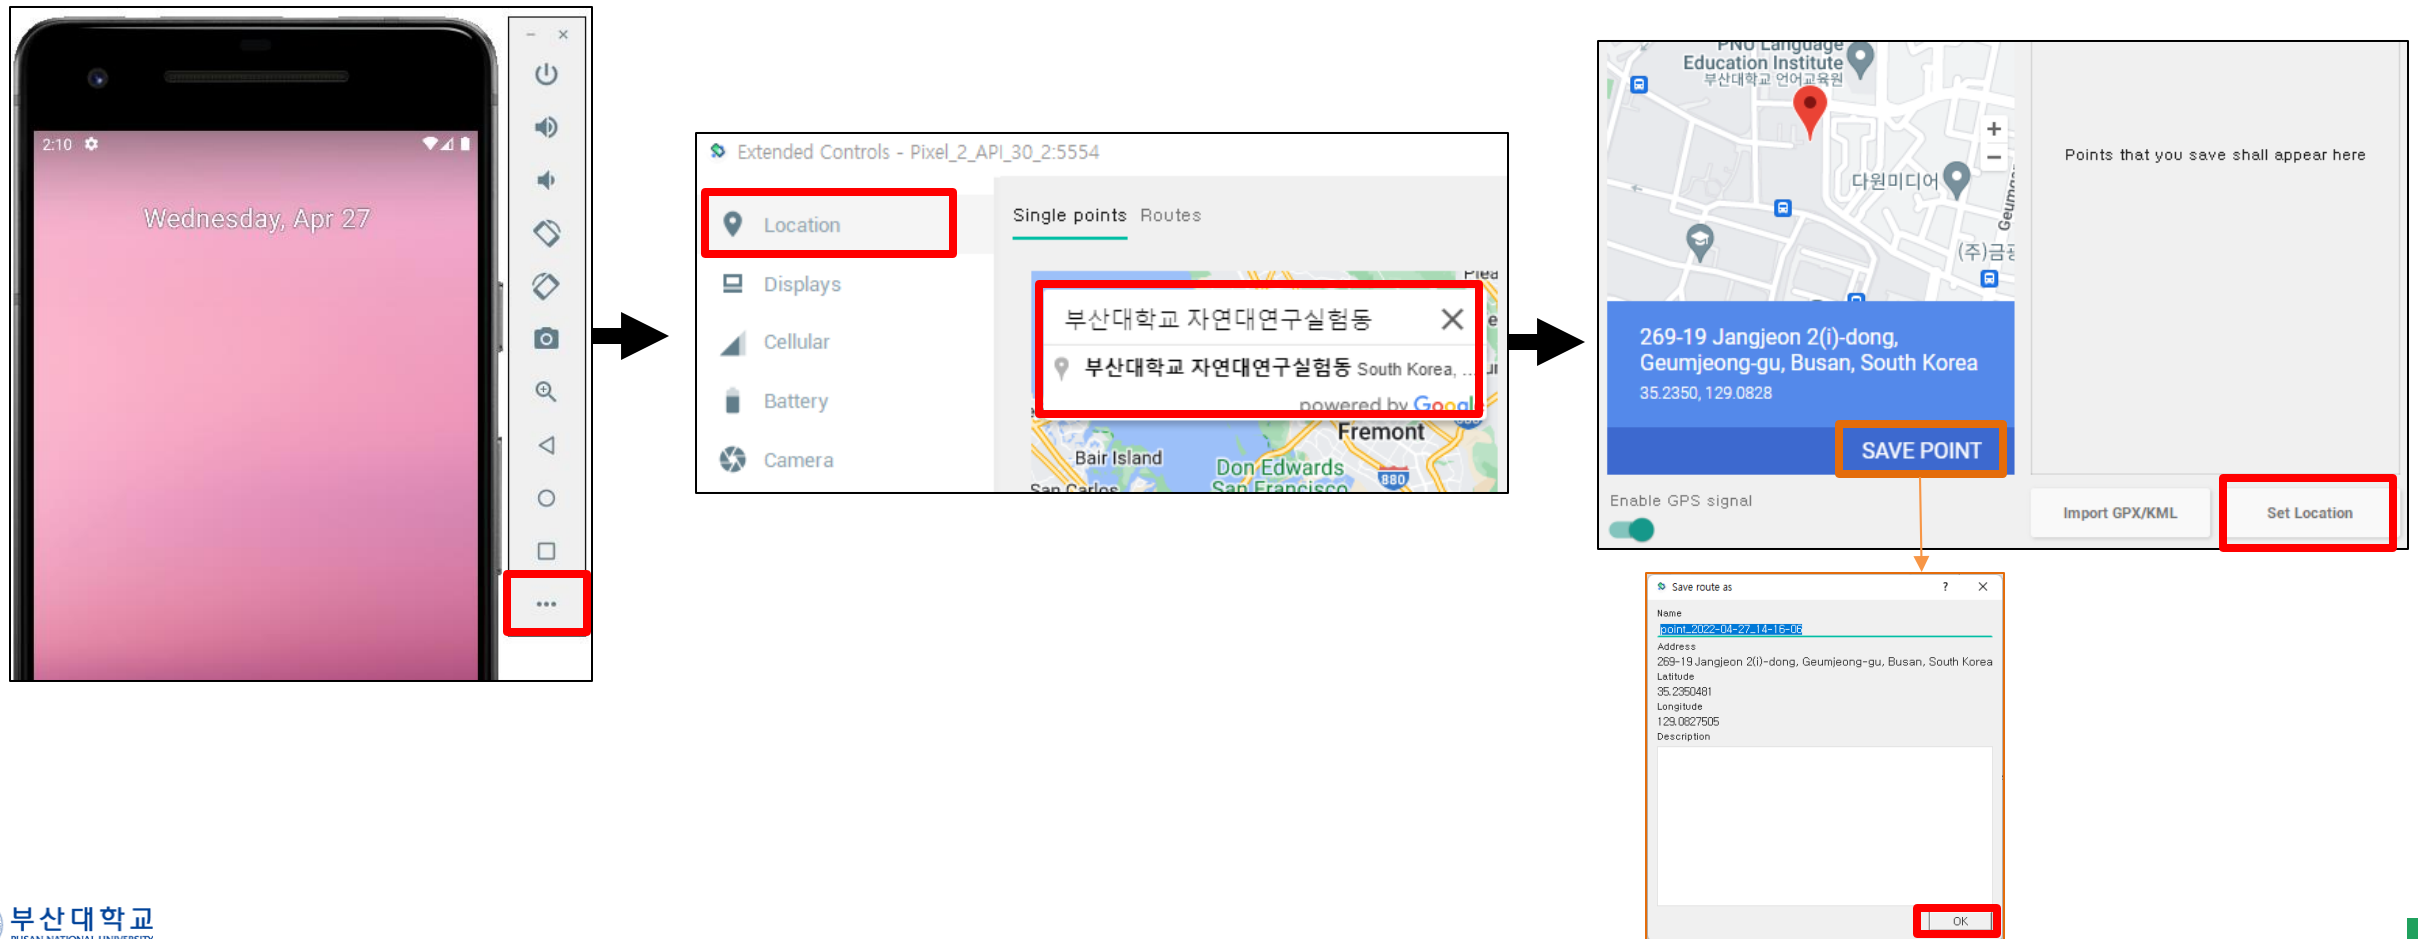 2:10
Wednesday, Apr 27
Extended Controls - Pixel_2_API_30_2:5554
Location
Displays
Cellular
Battery
Camera
Single points Routes
부산대학교 자연대연구실험동
부산대학교 자연대연구실험동 South Korea, ...
powered by Google
Fremont
Bair Island
Don Edwards
San Francisco
880
San Carlos
PNU Language
Education Institute
부산대학교 언어교육원
다원미디어
(주)금
269-19 Jangjeon 2(i)-dong,
Geumjeong-gu, Busan, South Korea
35.2350, 129.0828
SAVE POINT
Enable GPS signal
Points that you save shall appear here
Import GPX/KML
Set Location
Save route as
Name
point_2022-04-27_14-16-06
Address
269-19 Jangjeon 2(i)-dong, Geumjeong-gu, Busan, South Korea
Latitude
35.2350481
Longitude
129.0827505
Description
OK
부산대학교
PUSAN NATIONAL UNIVERSITY